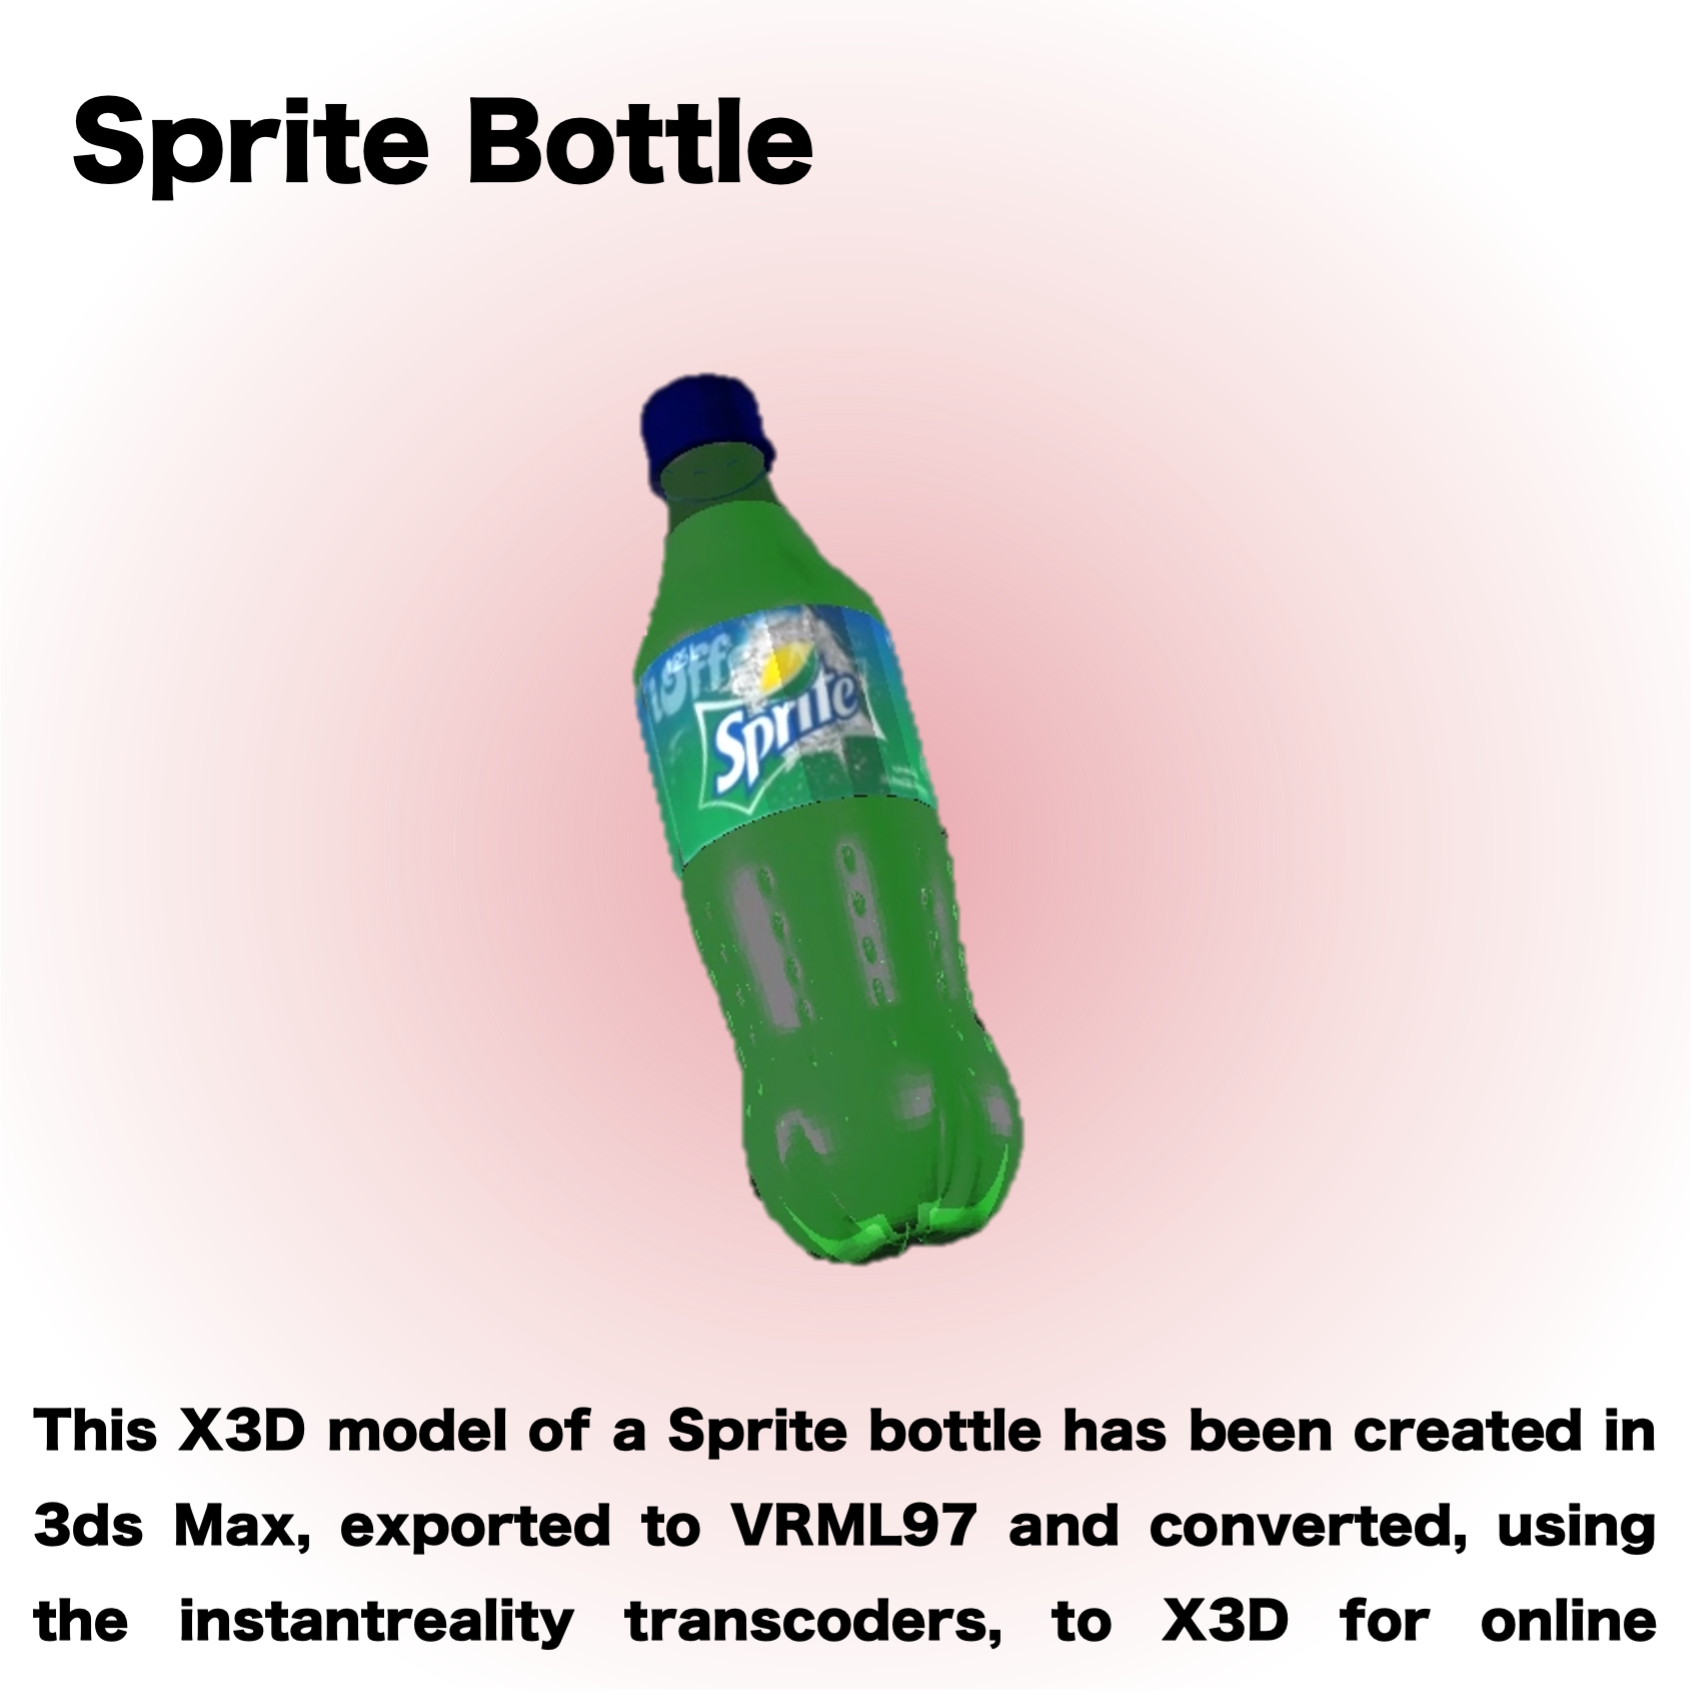 Sprite Bottle
Sprite
This X3D model of a Sprite bottle has been created in
3ds Max, exported to VRML97 and converted, using
the instantreality transcoders, to X3D for online